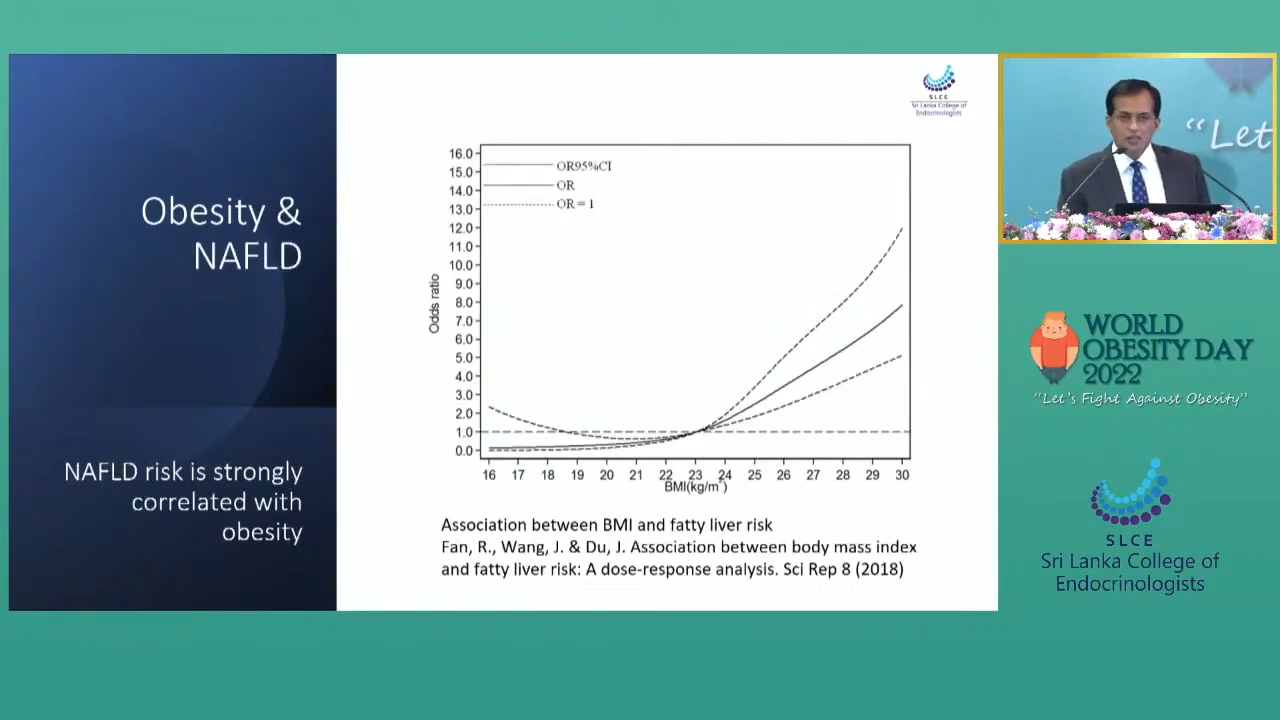 Obesity &
NAFLD
NAFLD risk is strongly
correlated with
obesity
SLCE
Sri Lanka College of
Endocrinologists
16.0
15.0
14.0
13.0
12.0
11.0
10.0
9.0
8.0
7.0
6.0
5.0
4.0
3.0
2.0
1.0
0.0
Odds ratio
OR95%CI
OR
OR = 1
16 17 18 19 20 21 22 23 24 25 26 27 28 29 30
BMI(kg/m²)
Association between BMI and fatty liver risk
Fan, R., Wang, J. & Du, J. Association between body mass index
and fatty liver risk: A dose-response analysis. Sci Rep 8 (2018)
"Let
WORLD
OBESITY DAY
2022
"Let's Fight Against Obesity"
SLCE
Sri Lanka College of
Endocrinologists